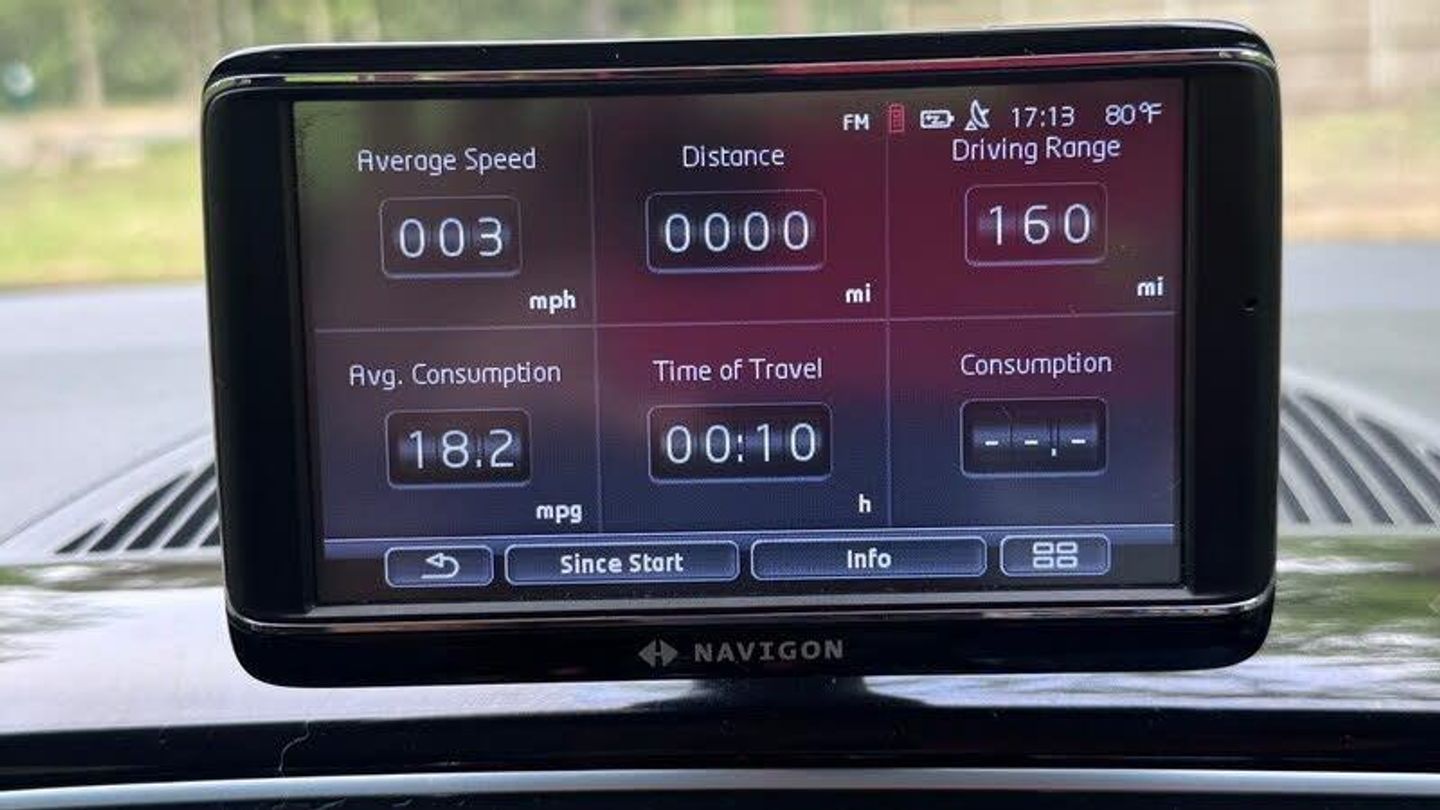 FM 17:13 80°F
Average Speed
003
mph
Distance
0000
mi
Driving Range
160
mi
Avg. Consumption
18.2
mpg
Time of Travel
00:10
h
Consumption
--.-
Since Start
Info
NAVIGON